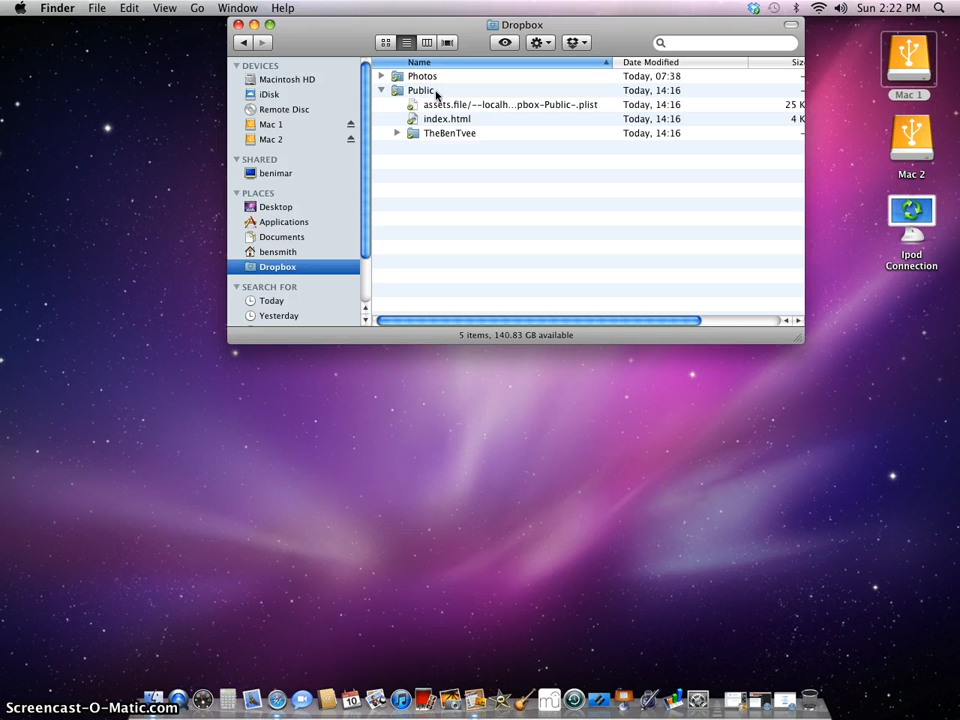 Finder File Edit View Go Window Help Sun 2:22 PM
Dropbox
Name Date Modified Siz
DEVICES
Macintosh HD
iDisk
Remote Disc
Mac 1
Mac 2
SHARED
benimar
PLACES
Desktop
Applications
Documents
bensmith
Dropbox
SEARCH FOR
Today
Yesterday
Photos Today, 07:38 --
Public Today, 14:16 --
assets.file/--localh...pbox-Public-.plist Today, 14:16 25 K
index.html Today, 14:16 4 K
TheBenTvee Today, 14:16 --
5 items, 140.83 GB available
Mac 1
Mac 2
Ipod
Connection
10
Screencast-O-Matic.com